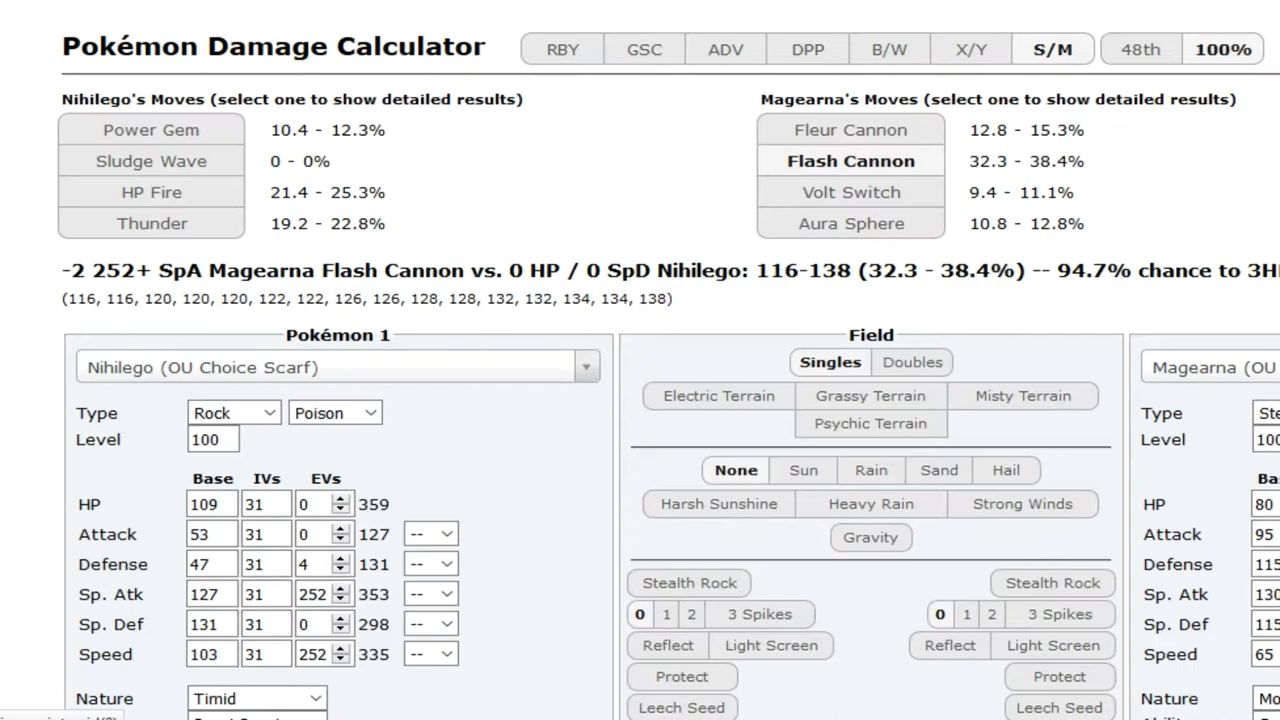 Pokémon Damage Calculator RBY GSC ADV DPP B/W X/Y S/M 48th 100%
Nihilego's Moves (select one to show detailed results) Magearna's Moves (select one to show detailed results)
Power Gem 10.4 - 12.3% Fleur Cannon 12.8 - 15.3%
Sludge Wave 0 - 0% Flash Cannon 32.3 - 38.4%
HP Fire 21.4 - 25.3% Volt Switch 9.4 - 11.1%
Thunder 19.2 - 22.8% Aura Sphere 10.8 - 12.8%
-2 252+ SpA Magearna Flash Cannon vs. 0 HP / 0 SpD Nihilego: 116-138 (32.3 - 38.4%) -- 94.7% chance to 3H
(116, 116, 120, 120, 120, 122, 122, 126, 126, 128, 128, 132, 132, 134, 134, 138)
Pokémon 1
Nihilego (OU Choice Scarf)
Type Rock Poison
Level 100
Base IVs EVs
HP 109 31 0 359
Attack 53 31 0 127 --
Defense 47 31 4 131 --
Sp. Atk 127 31 252 353 --
Sp. Def 131 31 0 298 --
Speed 103 31 252 335 --
Nature Timid
Field
Singles Doubles
Electric Terrain Grassy Terrain Misty Terrain
Psychic Terrain
None Sun Rain Sand Hail
Harsh Sunshine Heavy Rain Strong Winds
Gravity
Stealth Rock Stealth Rock
0 1 2 3 Spikes 0 1 2 3 Spikes
Reflect Light Screen Reflect Light Screen
Protect Protect
Leech Seed Leech Seed
Magearna (OU
Type Ste
Level 100
Ba
HP 80
Attack 95
Defense 115
Sp. Atk 130
Sp. Def 115
Speed 65
Nature Mo